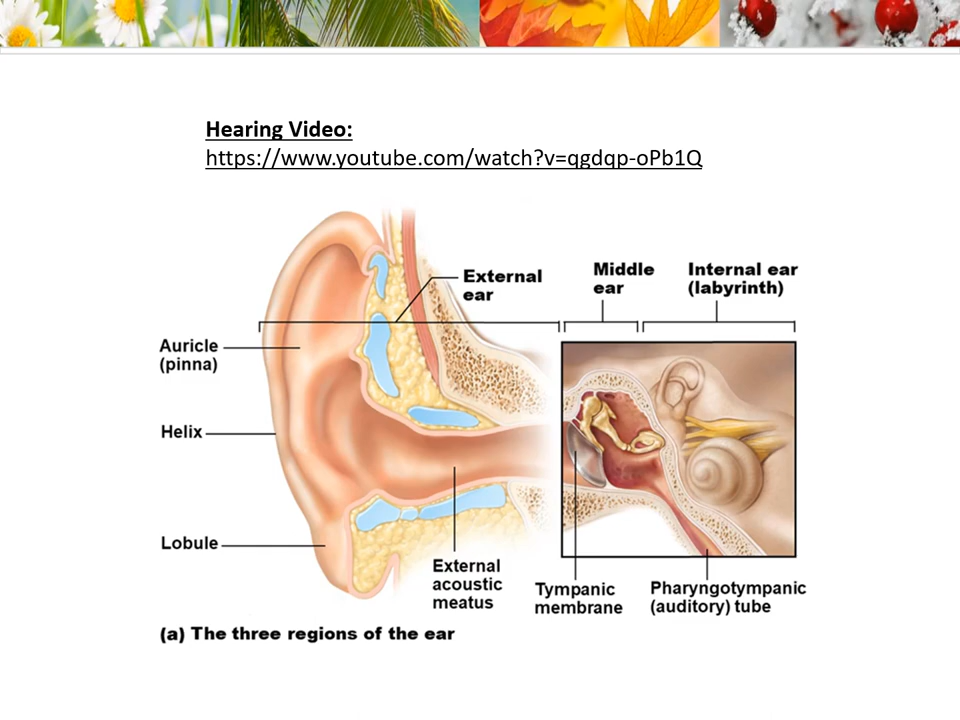 Hearing Video:
https://www.youtube.com/watch?v=qgdqp-oPb1Q
External
ear
Middle
ear
Internal ear
(labyrinth)
Auricle
(pinna)
Helix
Lobule
External
acoustic
meatus
Tympanic
membrane
Pharyngotympanic
(auditory) tube
(a) The three regions of the ear